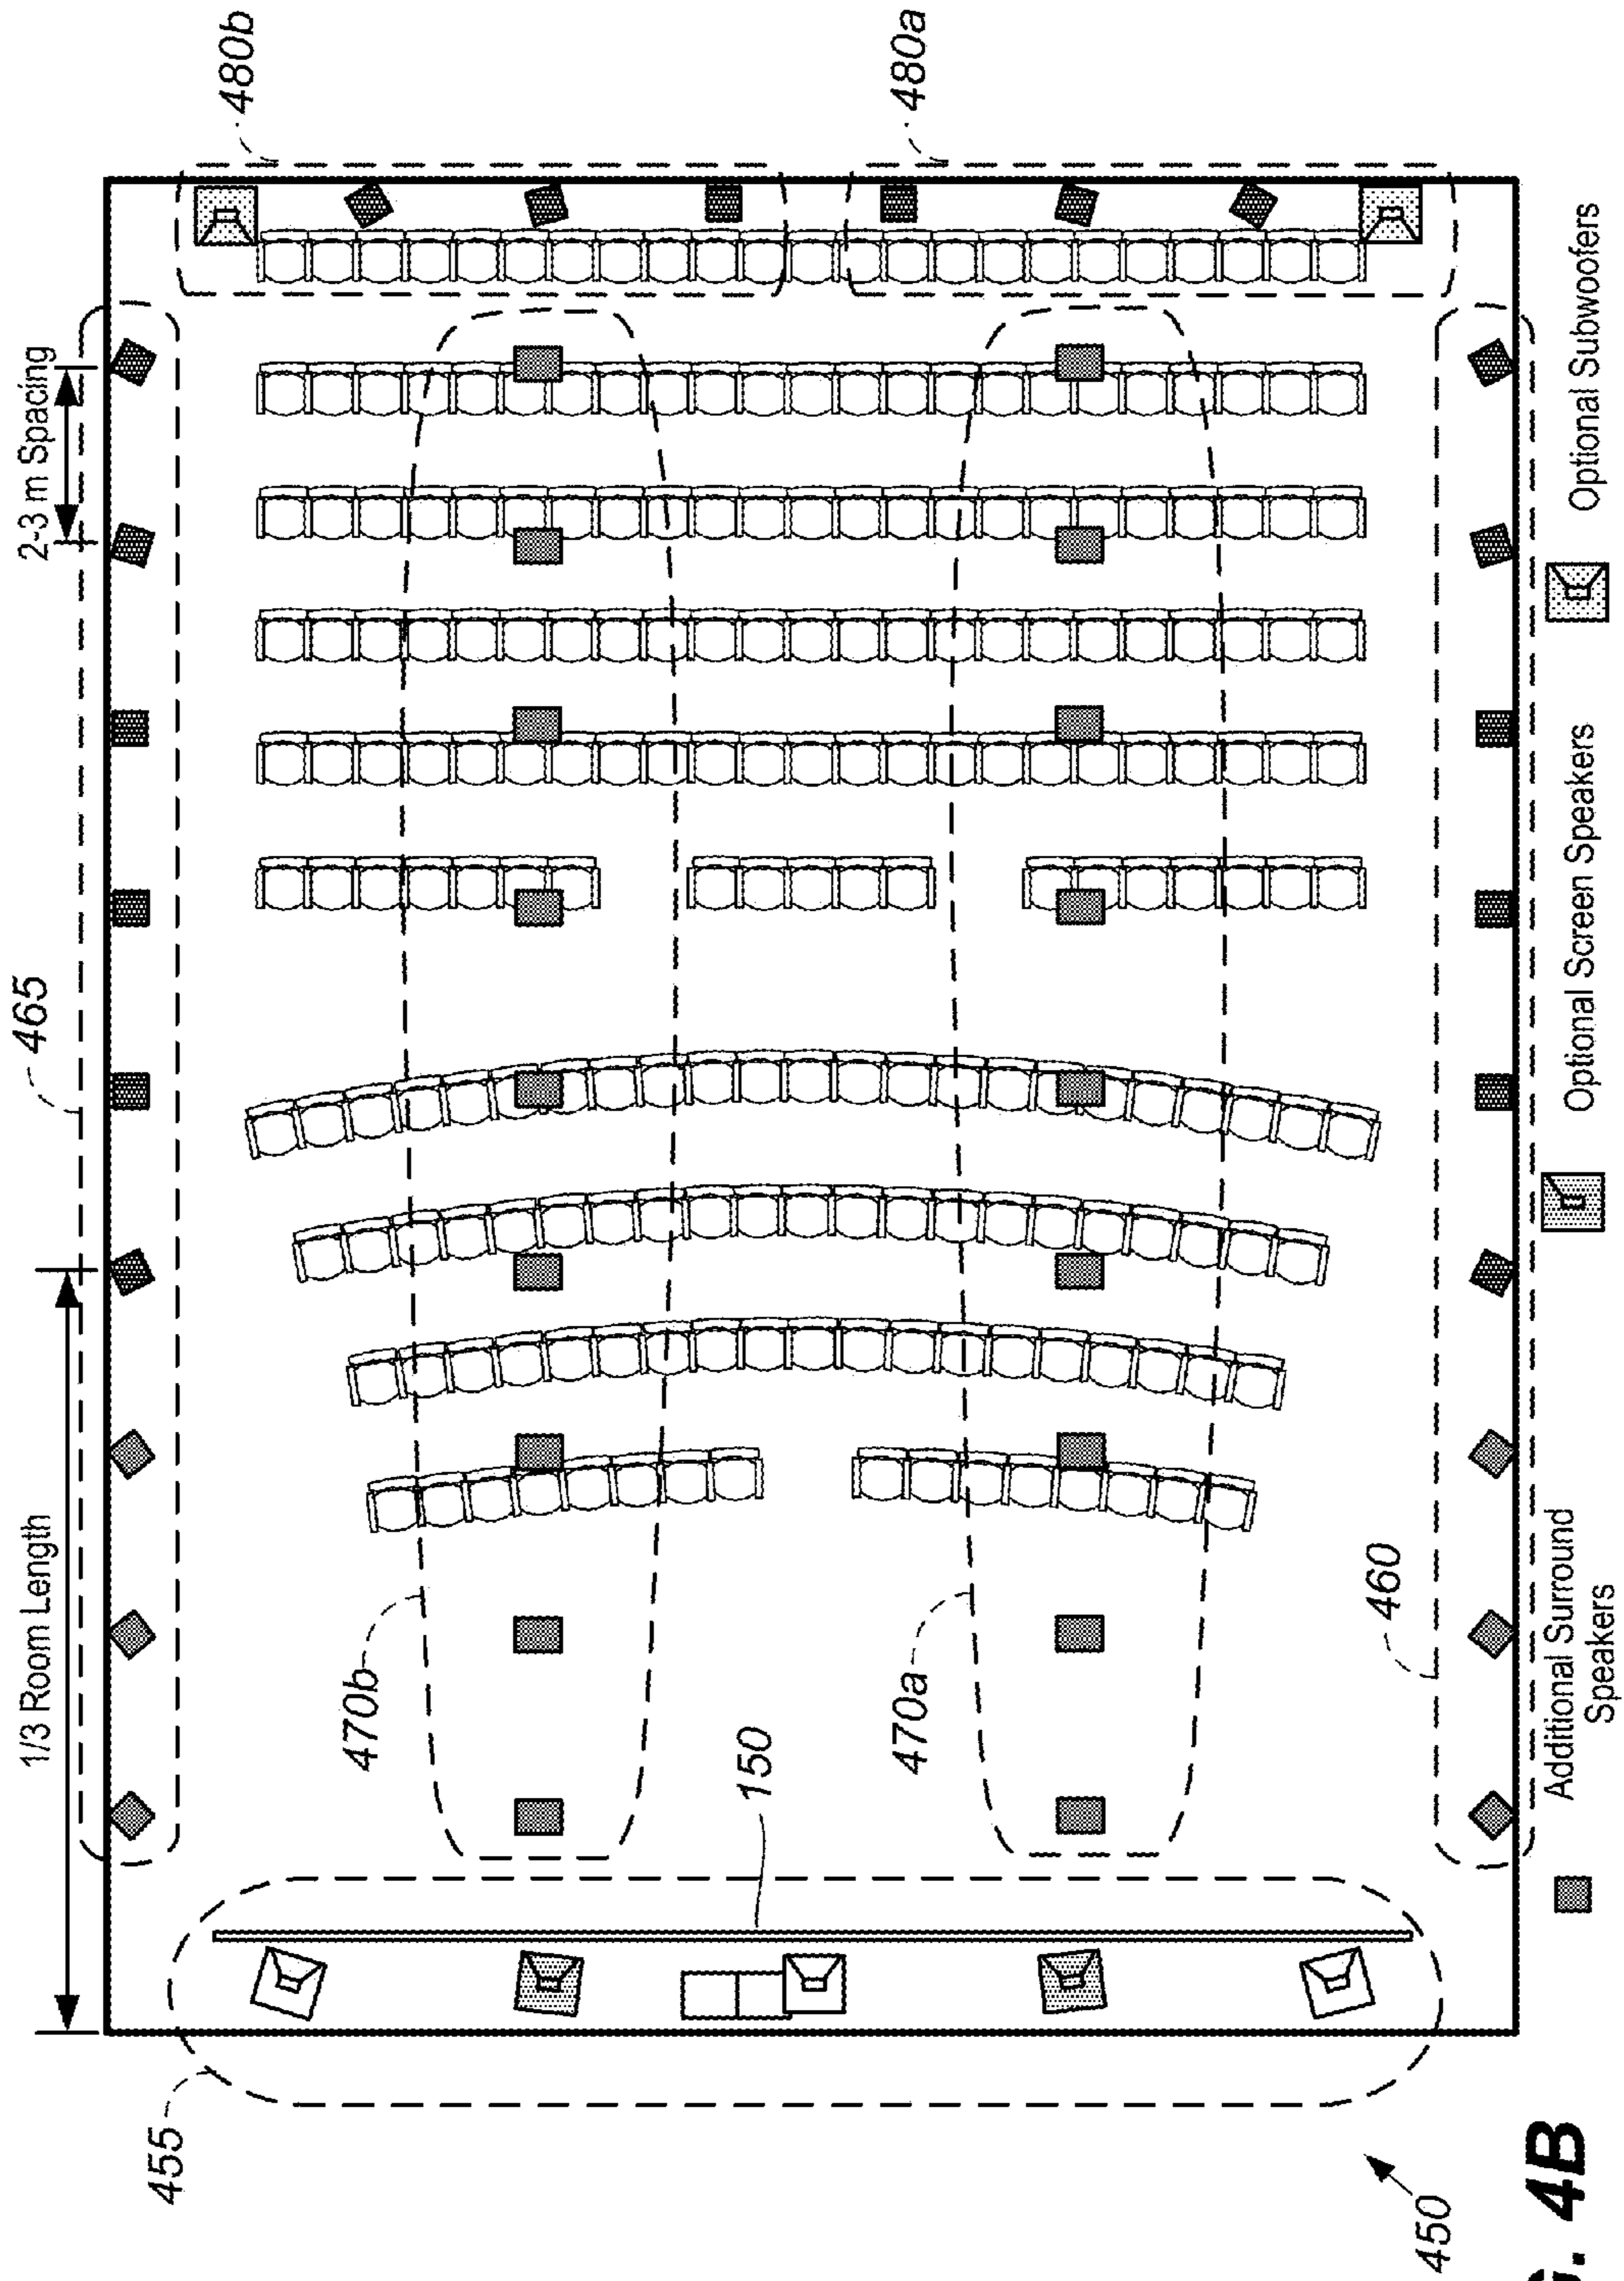 480b
480a
2-3 m Spacing
465
1/3 Room Length
470b
470a
150
460
455
450
Additional Surround
Speakers
Optional Screen Speakers
Optional Subwoofers
4B